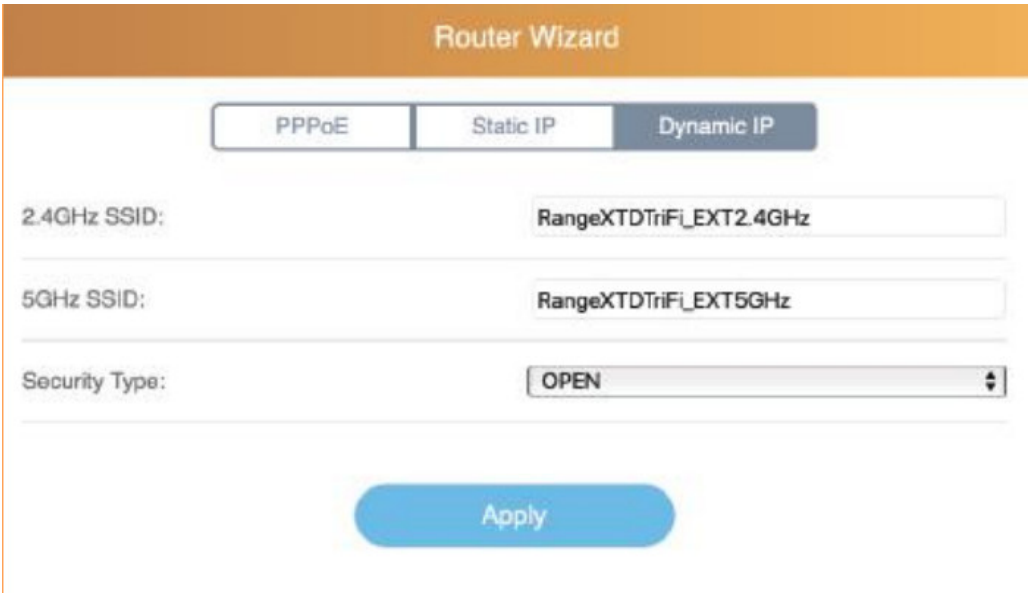 Router Wizard
PPPoE Static IP Dynamic IP
2.4GHz SSID: RangeXTDTriFi_EXT2.4GHz
5GHz SSID: RangeXTDTriFi_EXT5GHz
Security Type: OPEN
Apply